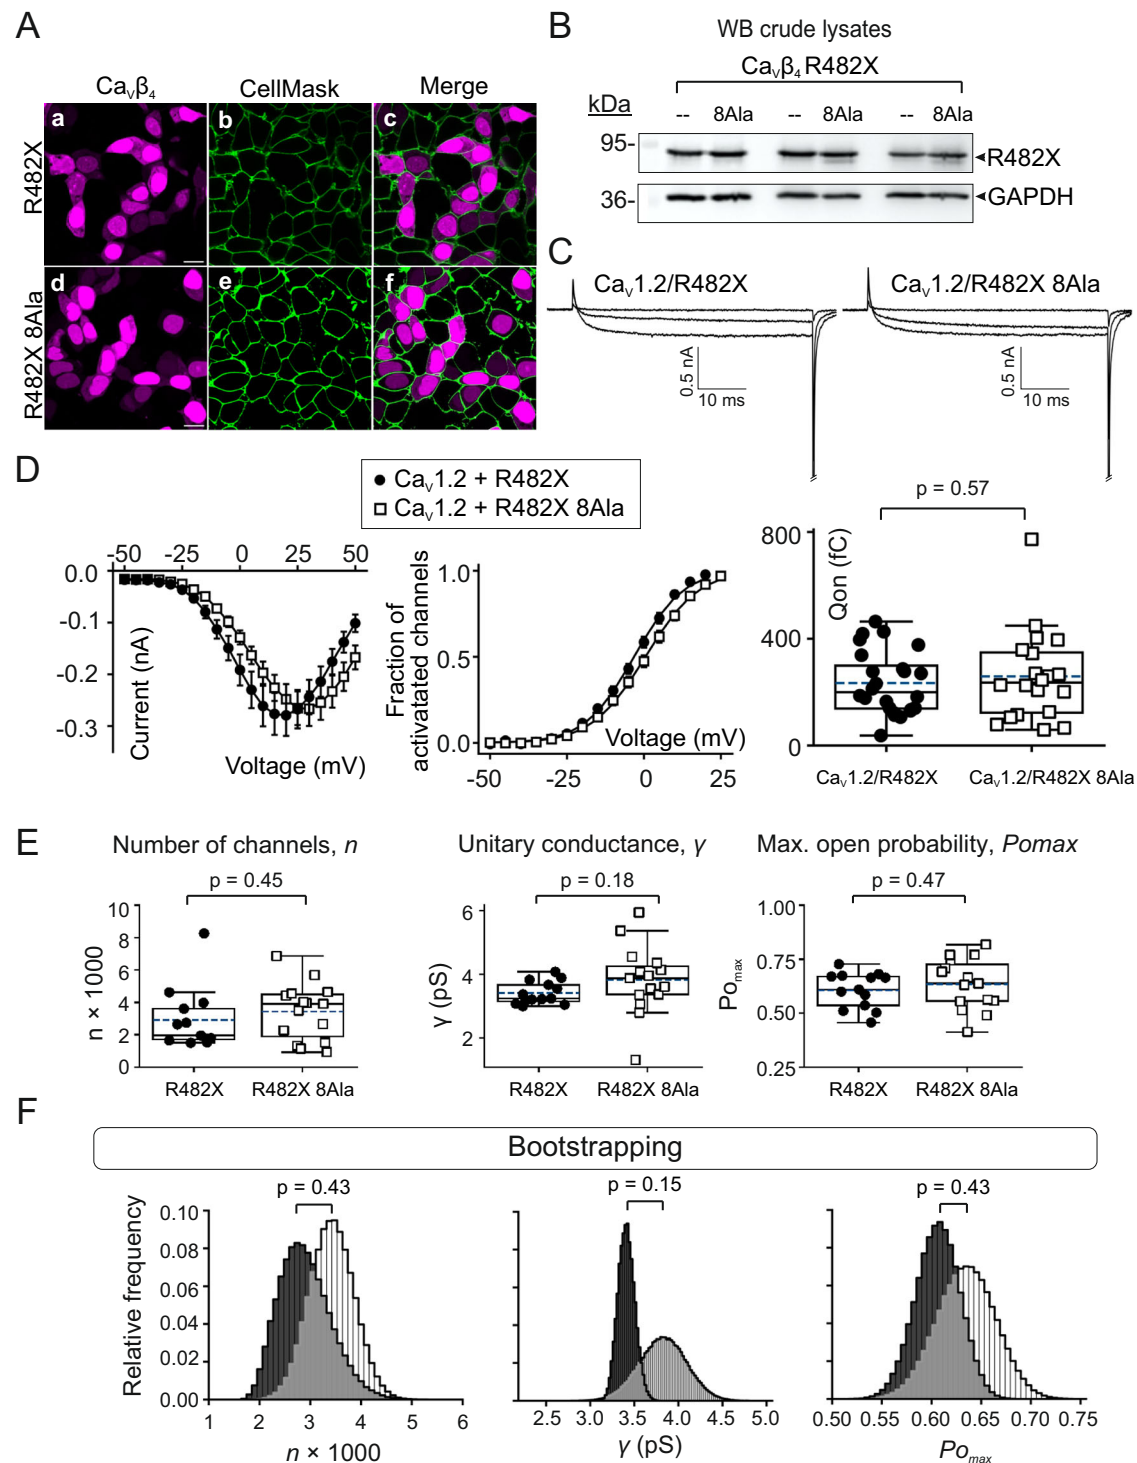 A
Caᵥβ₄ CellMask Merge
R482X
a b c
R482X 8Ala
d e f
B
WB crude lysates
Caᵥβ₄ R482X
kDa
-- 8Ala -- 8Ala -- 8Ala
95-
R482X
36-
GAPDH
C
Caᵥ1.2/R482X Caᵥ1.2/R482X 8Ala
0.5 nA
10 ms
0.5 nA
10 ms
D
Caᵥ1.2 + R482X
Caᵥ1.2 + R482X 8Ala
-50 -25 0 25 50
0.0
-0.1
-0.2
-0.3
Current (nA)
Voltage (mV)
Fraction of
activatated channels
1.0
0.5
0.0
Voltage (mV)
-50 -25 0 25
p = 0.57
800
400
0
Qon (fC)
Caᵥ1.2/R482X Caᵥ1.2/R482X 8Ala
E
Number of channels, n
p = 0.45
n × 1000
10
8
6
4
2
0
R482X R482X 8Ala
Unitary conductance, γ
p = 0.18
γ (pS)
6
4
2
R482X R482X 8Ala
Max. open probability, Pomax
p = 0.47
Poₘₐₓ
1.00
0.75
0.50
0.25
R482X R482X 8Ala
F
Bootstrapping
p = 0.43
Relative frequency
0.10
0.08
0.06
0.04
0.02
0.00
1 2 3 4 5 6
n × 1000
p = 0.15
2.5 3.0 3.5 4.0 4.5 5.0
γ (pS)
p = 0.43
0.50 0.55 0.60 0.65 0.70 0.75
Poₘₐₓ